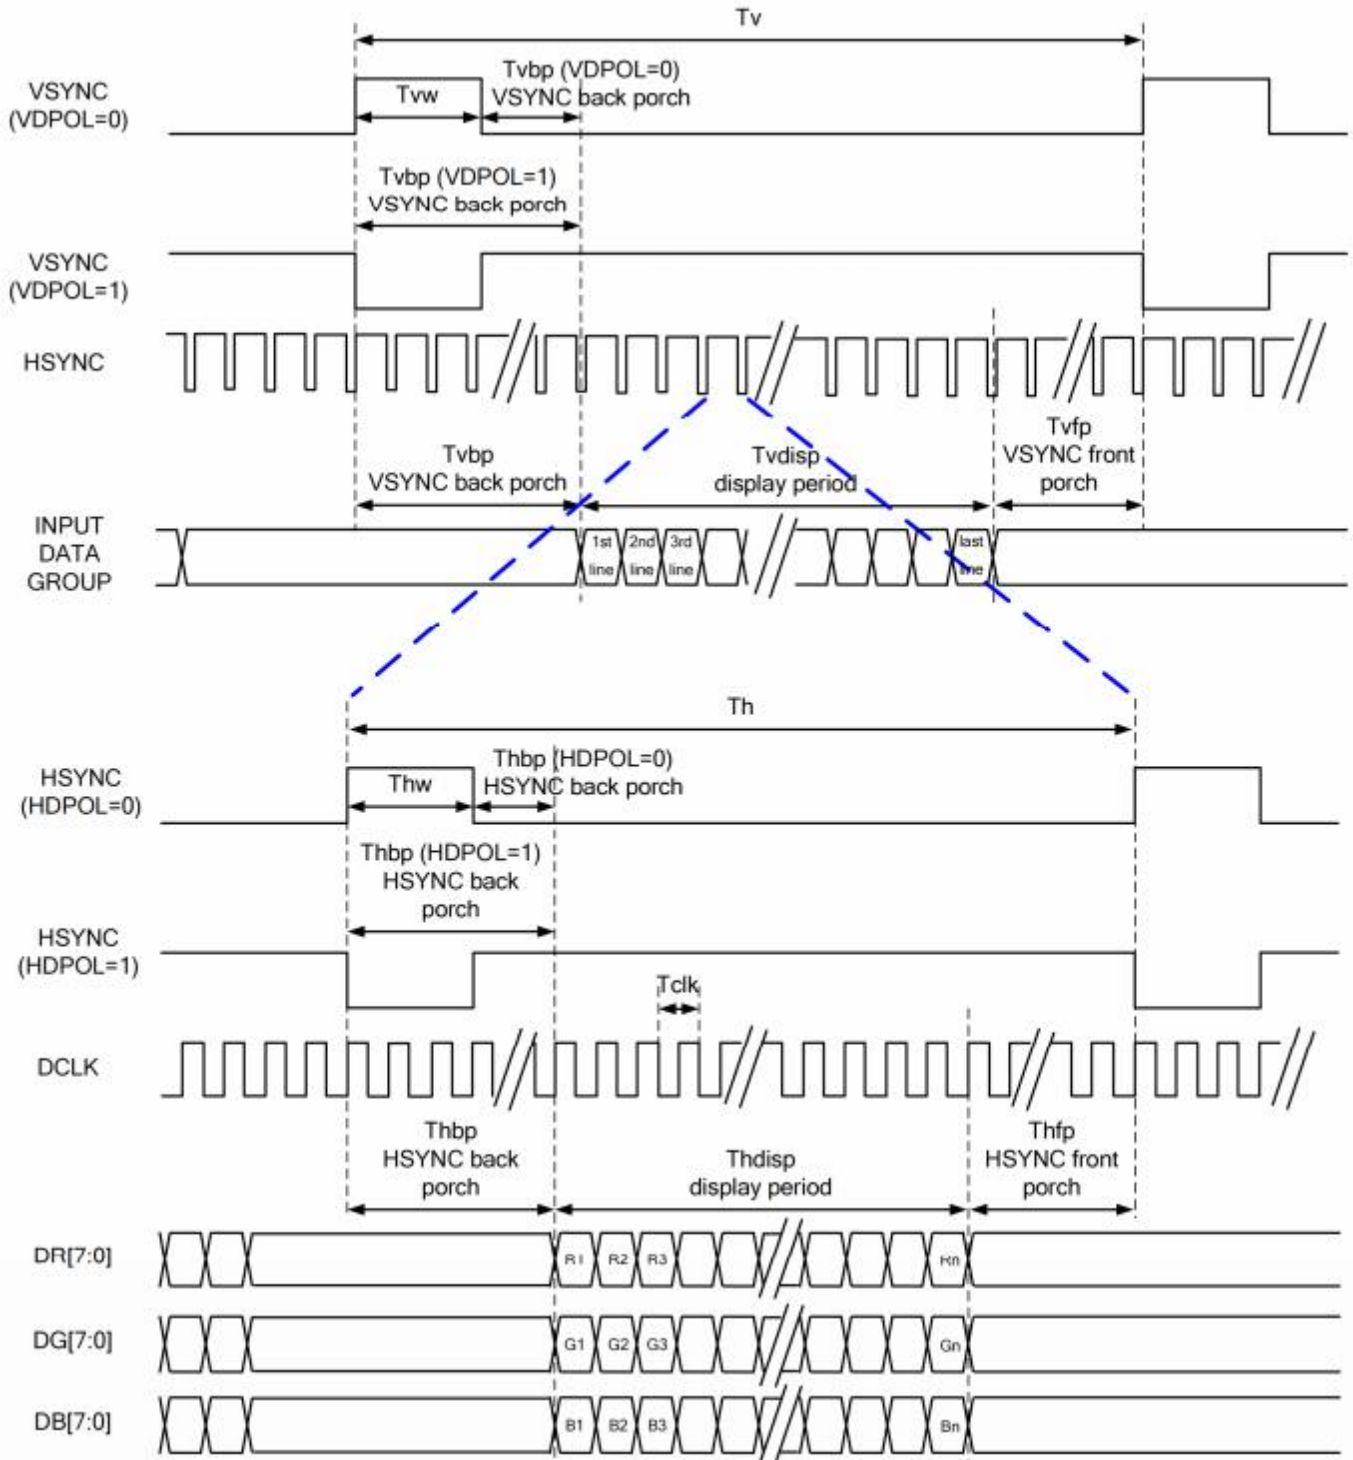 Tv
VSYNC
(VDPOL=0)
Tvw
Tvbp (VDPOL=0)
VSYNC back porch
Tvbp (VDPOL=1)
VSYNC back porch
VSYNC
(VDPOL=1)
HSYNC
Tvbp
VSYNC back porch
Tvdisp
display period
Tvfp
VSYNC front
porch
INPUT
DATA
GROUP
1st
line
2nd
line
3rd
line
last
line
Th
HSYNC
(HDPOL=0)
Thw
Thbp (HDPOL=0)
HSYNC back porch
Thbp (HDPOL=1)
HSYNC back
porch
HSYNC
(HDPOL=1)
Tclk
DCLK
Thbp
HSYNC back
porch
Thdisp
display period
Thfp
HSYNC front
porch
DR[7:0]
R1 R2 R3 Rn
DG[7:0]
G1 G2 G3 Gn
DB[7:0]
B1 B2 B3 Bn